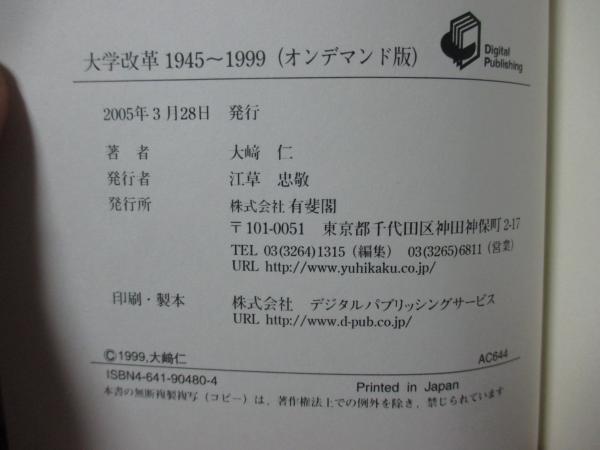 大学改革 1945～1999（オンデマンド版）
Digital
Publishing
2005年3月28日　発行
著　者　大﨑　仁
発行者　江草　忠敬
発行所　株式会社 有斐閣
〒101-0051　東京都千代田区神田神保町2-17
TEL 03(3264)1315（編集）　03(3265)6811（営業）
URL http://www.yuhikaku.co.jp/
印刷・製本　株式会社　デジタルパブリッシングサービス
URL http://www.d-pub.co.jp/
©1999,大﨑仁　AC644
ISBN4-641-90480-4　Printed in Japan
本書の無断複製複写（コピー）は、著作権法上での例外を除き、禁じられています